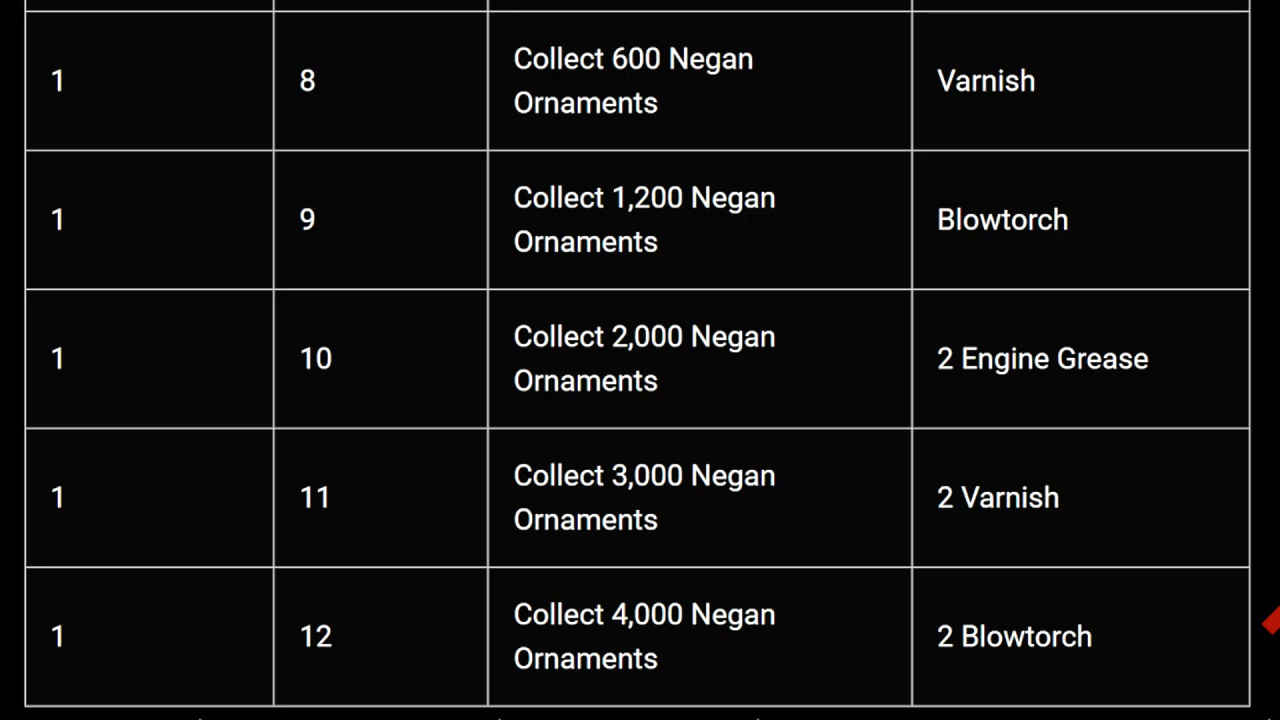 1
8
Collect 600 Negan
Ornaments
Varnish
1
9
Collect 1,200 Negan
Ornaments
Blowtorch
1
10
Collect 2,000 Negan
Ornaments
2 Engine Grease
1
11
Collect 3,000 Negan
Ornaments
2 Varnish
1
12
Collect 4,000 Negan
Ornaments
2 Blowtorch